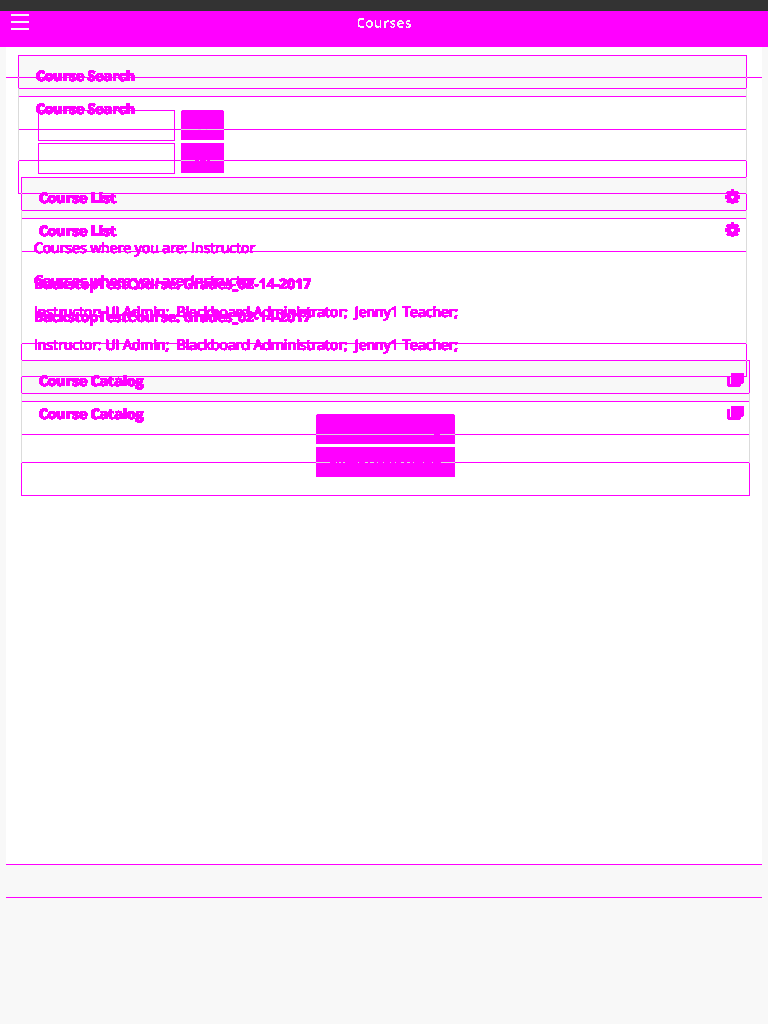 Courses
Course Search
Course Search
Course List
Course List
Courses where you are: Instructor
Courses where you are: Instructor
BackstopTestCourse: Grades_02-14-2017
Instructor: UI Admin;  Blackboard Administrator;  Jenny1 Teacher;
BackstopTestCourse: Grades_02-14-2017
Instructor: UI Admin;  Blackboard Administrator;  Jenny1 Teacher;
Course Catalog
Course Catalog